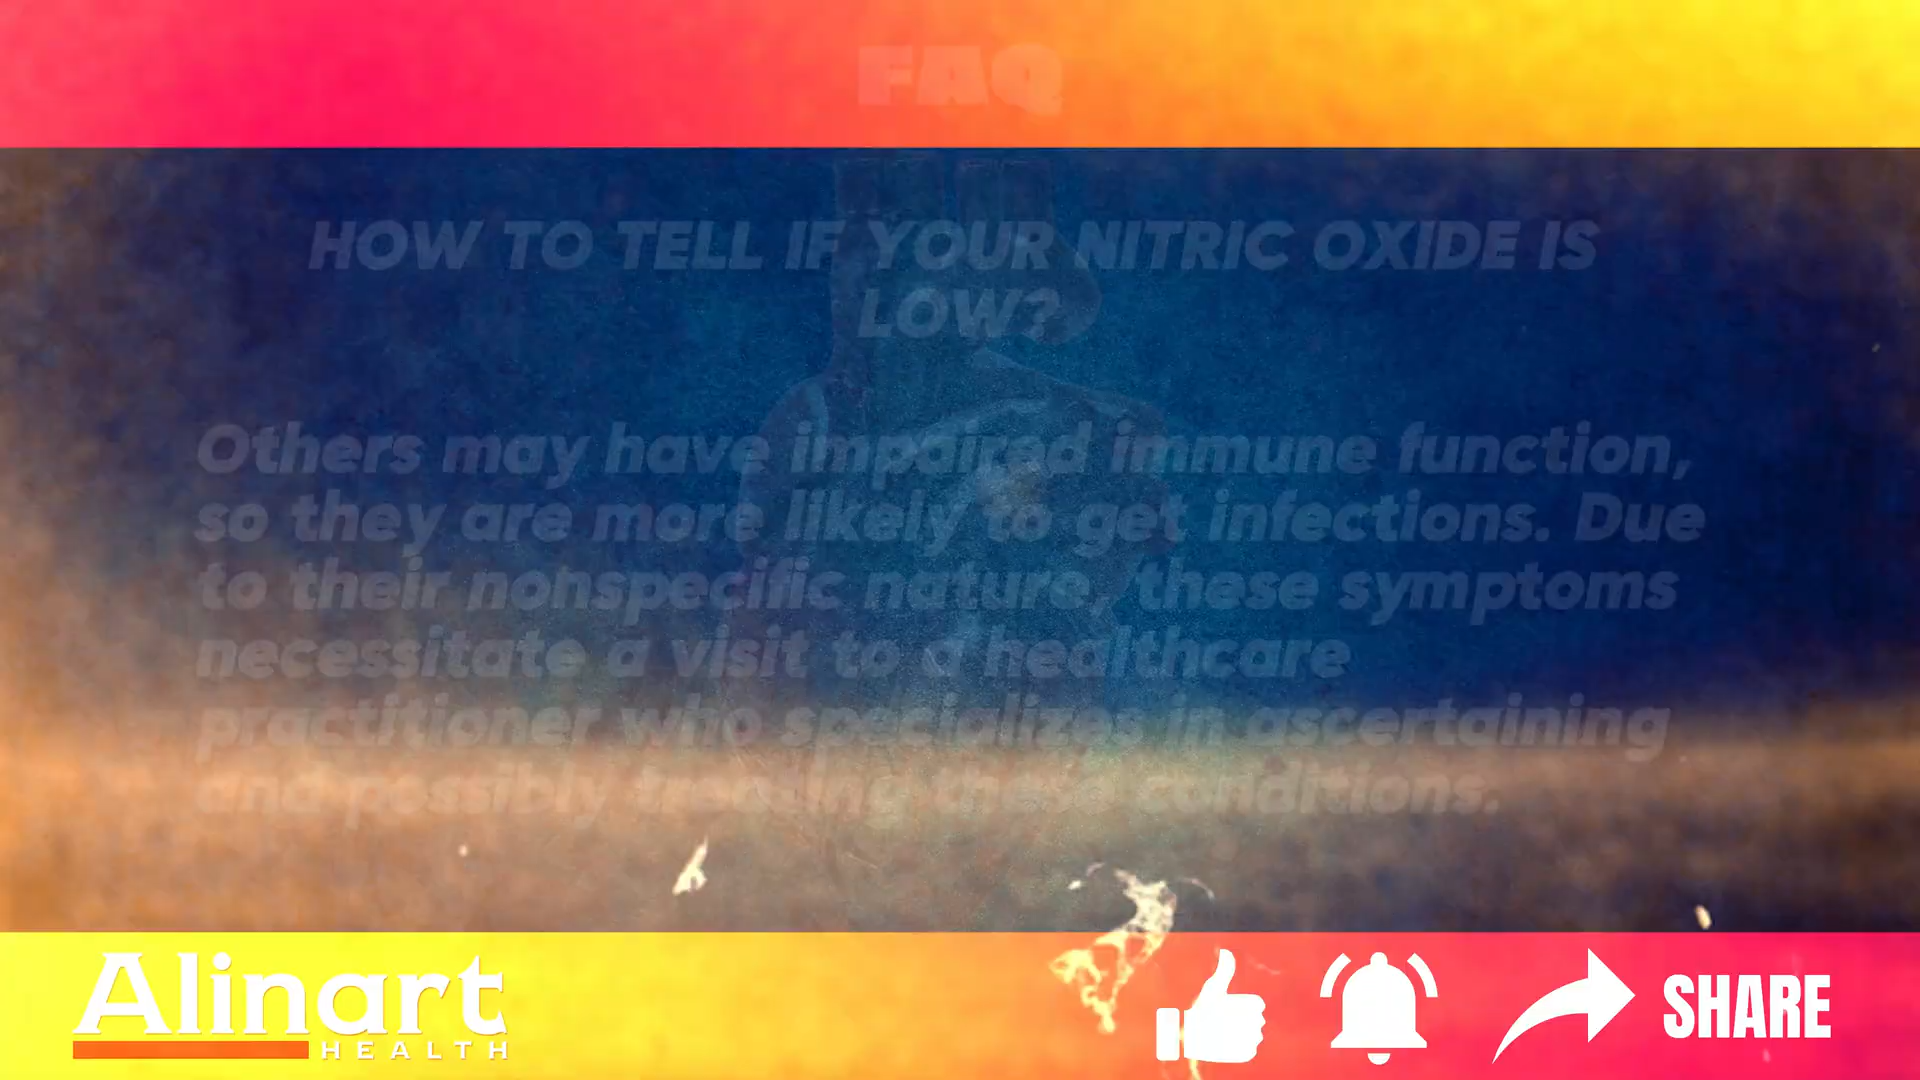 FAQ
HOW TO TELL IF YOUR NITRIC OXIDE IS
LOW?
Others may have impaired immune function,
so they are more likely to get infections. Due
to their nonspecific nature, these symptoms
necessitate a visit to a healthcare
practitioner who specializes in ascertaining
and possibly treating these conditions.
Alinart
HEALTH
SHARE